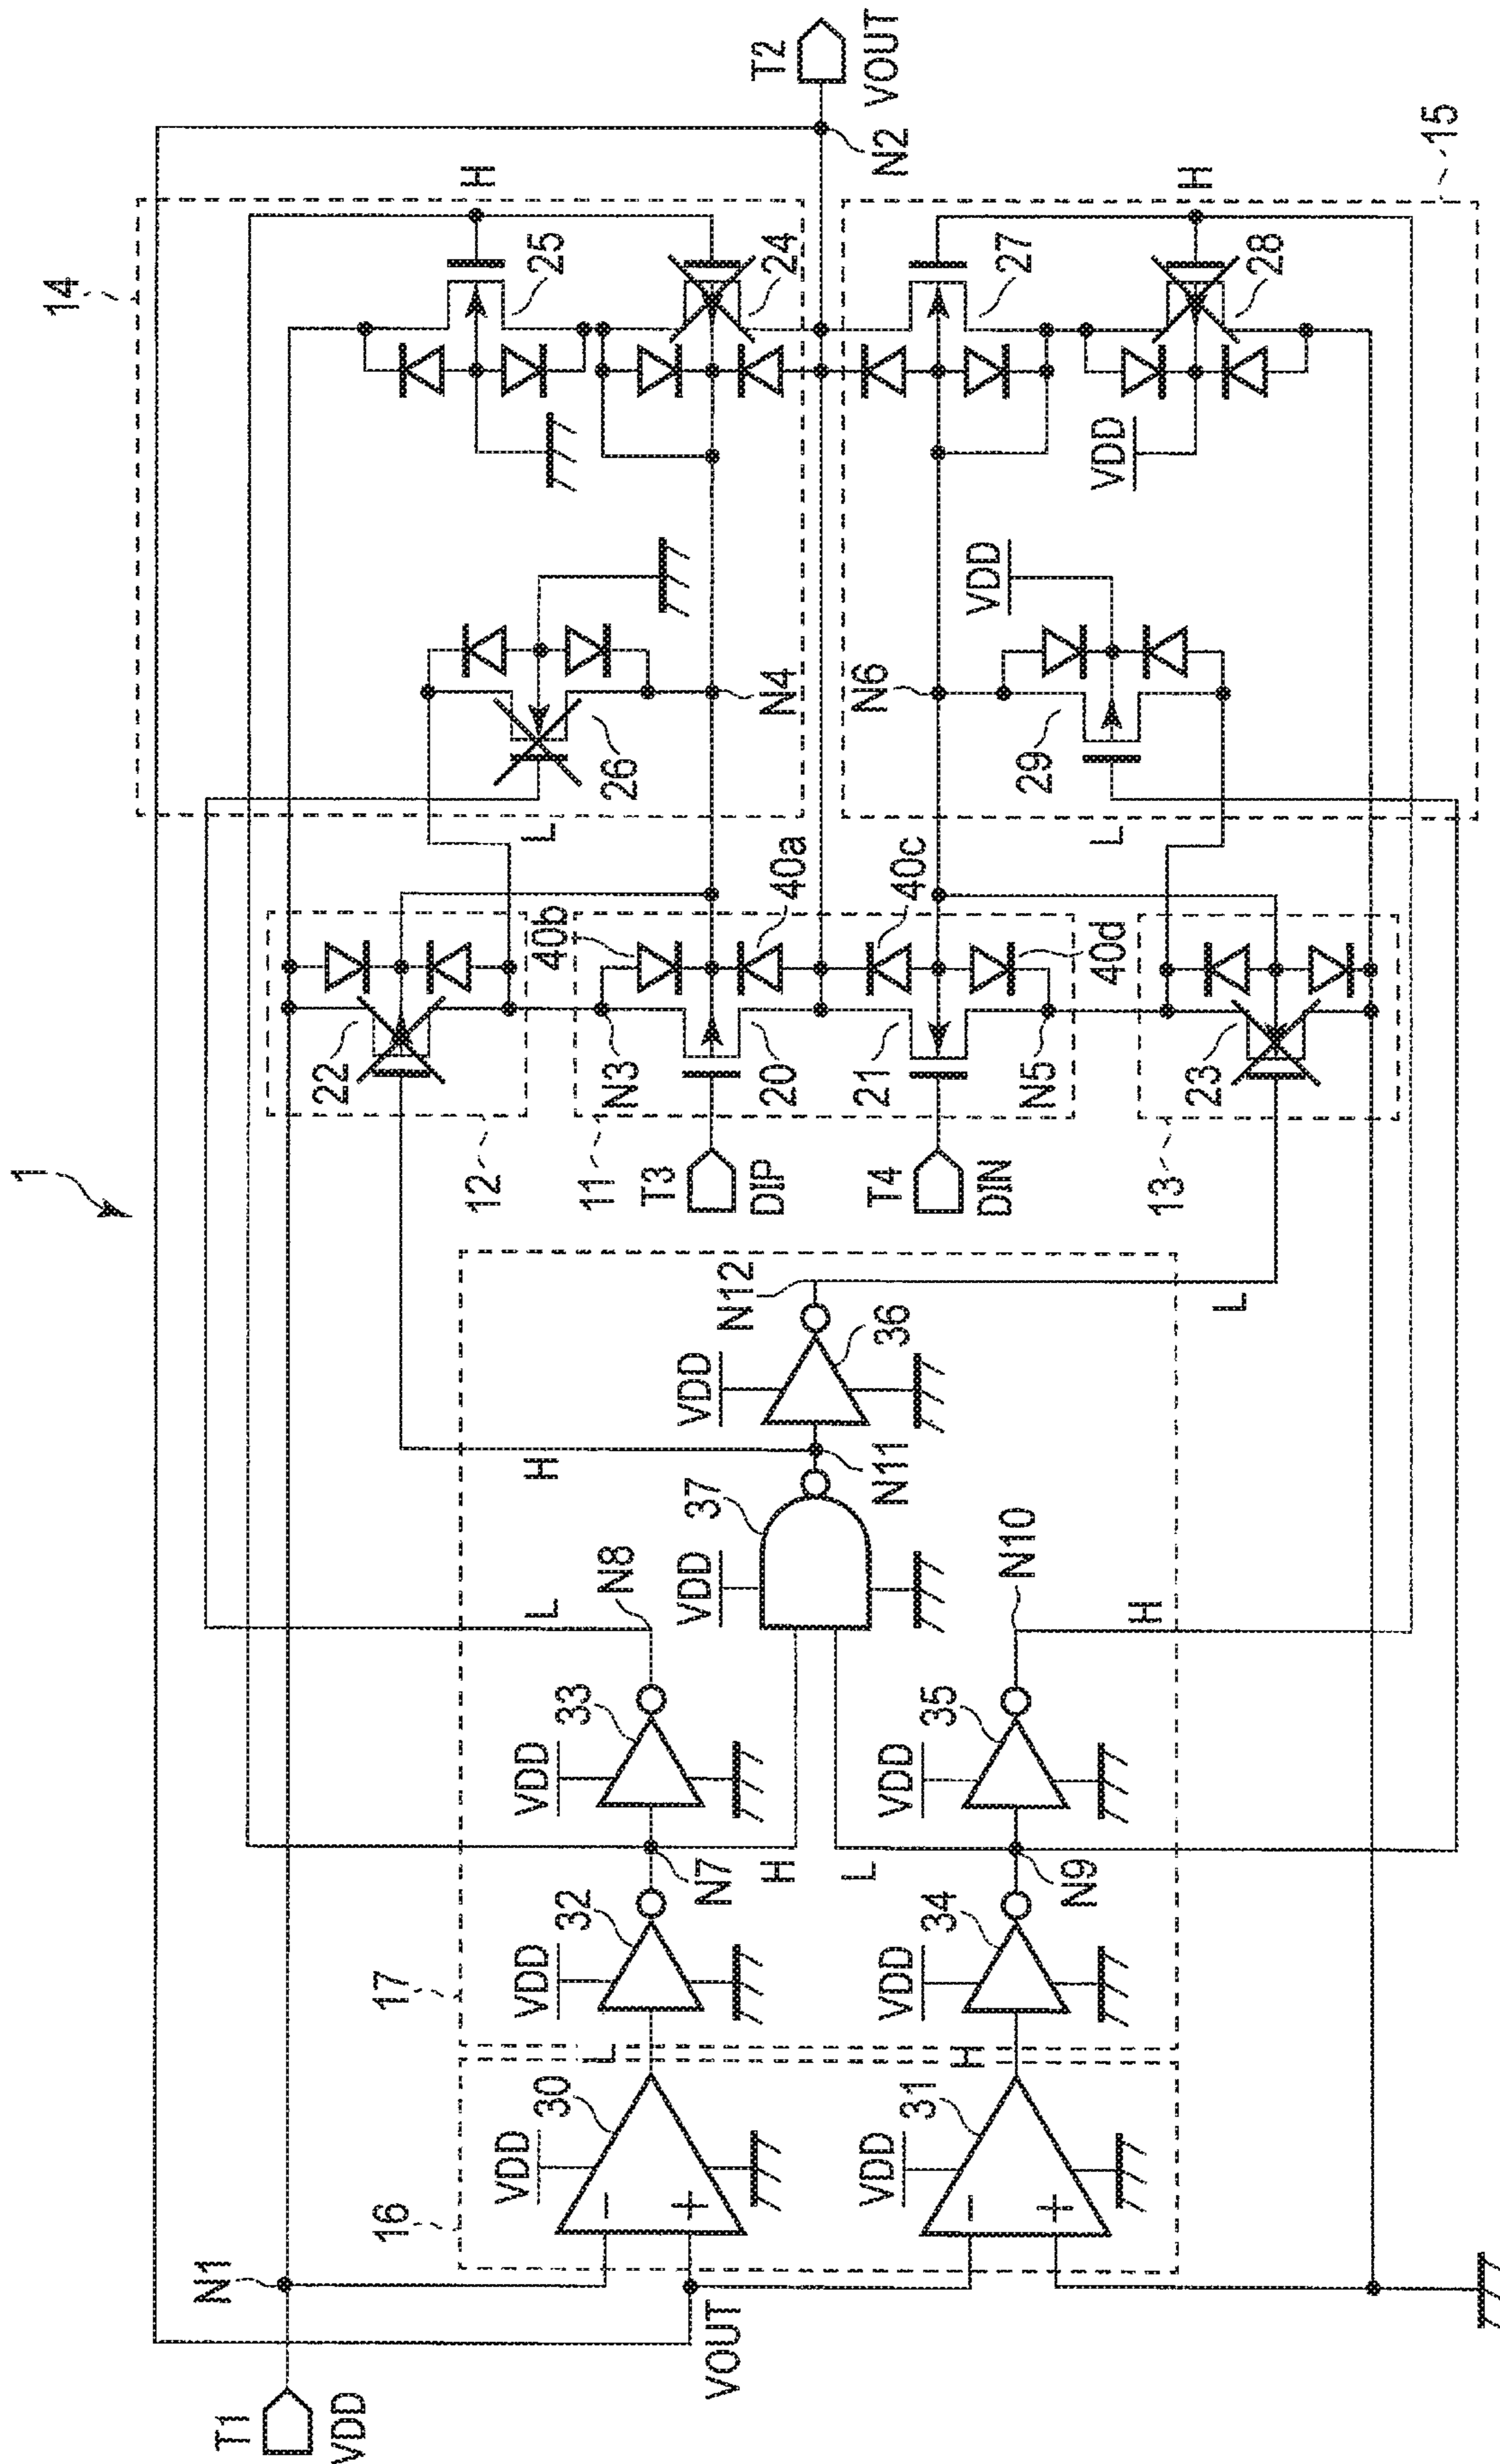 1
T1
VDD
N1
VOUT
16
VDD
30
-
+
L
VDD
31
-
+
H
17
VDD
32
N7
H
VDD
33
N8
L
VDD
34
N9
L
VDD
35
N10
H
VDD
37
N11
H
VDD
36
N12
L
12
22
11
T3
DIP
N3
20
40b
40a
T4
DIN
21
N5
40c
40d
13
23
14
L
26
N4
25
24
H
N2
T2
VOUT
15
N6
29
L
VDD
27
28
VDD
H